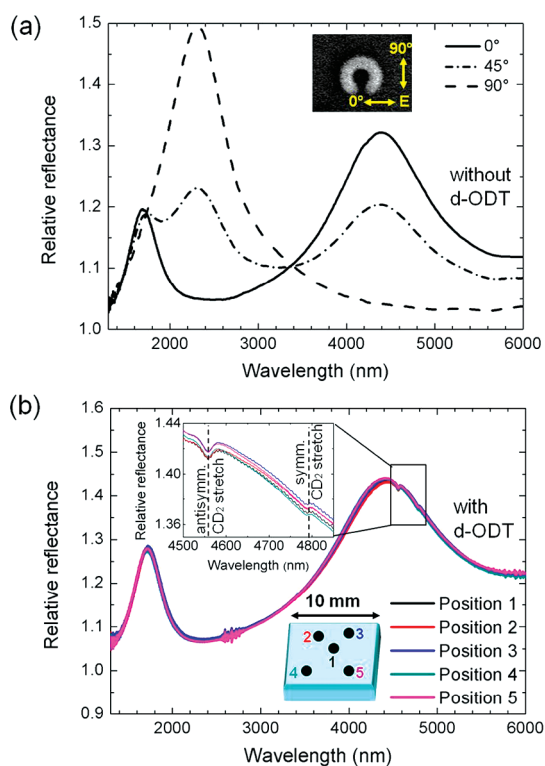 (a)
1.5
1.4
1.3
1.2
1.1
1.0
Relative reflectance
90°
0°
E
0°
45°
90°
without
d-ODT
2000
3000
4000
5000
6000
Wavelength (nm)
(b)
1.6
1.5
1.4
1.3
1.2
1.1
1.0
0.9
Relative reflectance
1.44
1.40
1.36
Relative reflectance
antisymm.
CD2 stretch
symm.
CD2 stretch
4500
4600
4700
4800
Wavelength (nm)
with
d-ODT
10 mm
2
3
1
4
5
Position 1
Position 2
Position 3
Position 4
Position 5
2000
3000
4000
5000
6000
Wavelength (nm)